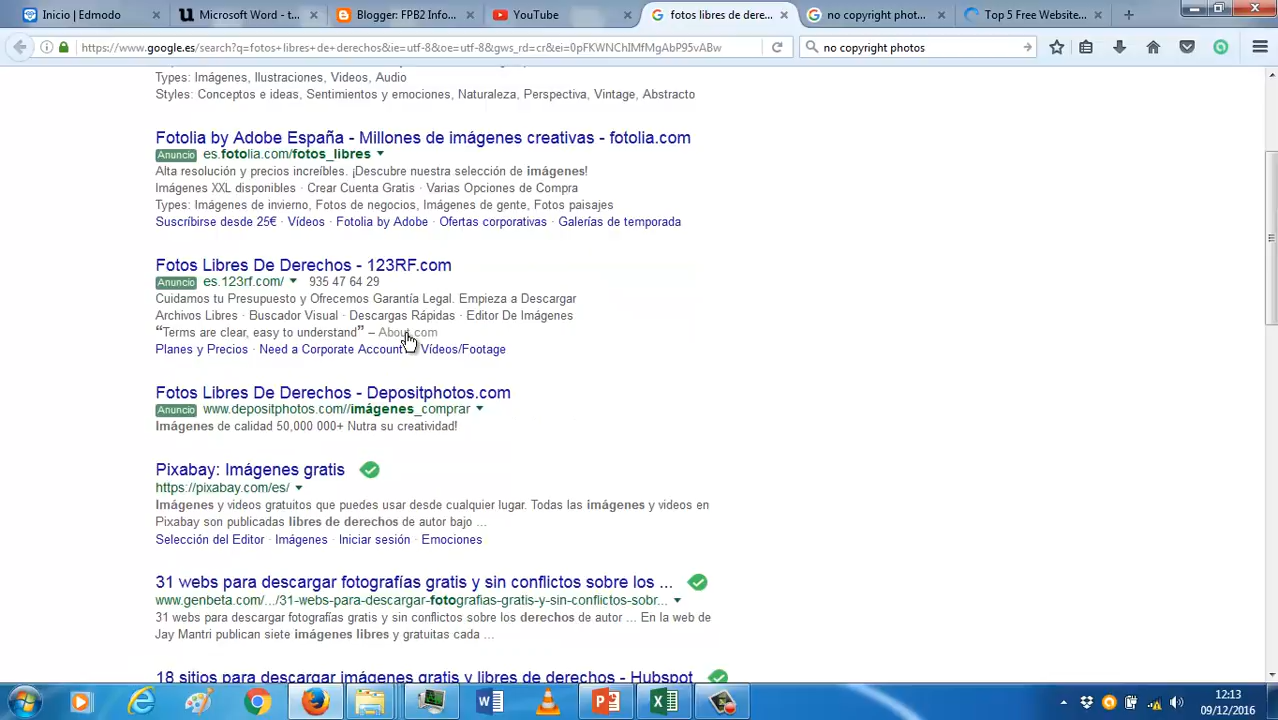 Inicio | Edmodo
Microsoft Word - t...
Blogger: FPB2 Info...
YouTube
fotos libres de dere...
no copyright phot...
Top 5 Free Website...
https://www.google.es/search?q=fotos+libres+de+derechos&ie=utf-8&oe=utf-8&gws_rd=cr&ei=0pFKWNChIMfMgAbP95vABw
no copyright photos
Types: Imágenes, Ilustraciones, Videos, Audio
Styles: Conceptos e ideas, Sentimientos y emociones, Naturaleza, Perspectiva, Vintage, Abstracto
Fotolia by Adobe España - Millones de imágenes creativas - fotolia.com
Anuncio es.fotolia.com/fotos_libres
Alta resolución y precios increíbles. ¡Descubre nuestra selección de imágenes!
Imágenes XXL disponibles · Crear Cuenta Gratis · Varias Opciones de Compra
Types: Imágenes de invierno, Fotos de negocios, Imágenes de gente, Fotos paisajes
Suscríbirse desde 25€ · Vídeos · Fotolia by Adobe · Ofertas corporativas · Galerías de temporada
Fotos Libres De Derechos - 123RF.com
Anuncio es.123rf.com/ 935 47 64 29
Cuidamos tu Presupuesto y Ofrecemos Garantía Legal. Empieza a Descargar
Archivos Libres · Buscador Visual · Descargas Rápidas · Editor De Imágenes
“Terms are clear, easy to understand” – About.com
Planes y Precios · Need a Corporate Account · Vídeos/Footage
Fotos Libres De Derechos - Depositphotos.com
Anuncio www.depositphotos.com//imágenes_comprar
Imágenes de calidad 50,000 000+ Nutra su creatividad!
Pixabay: Imágenes gratis
https://pixabay.com/es/
Imágenes y videos gratuitos que puedes usar desde cualquier lugar. Todas las imágenes y videos en
Pixabay son publicadas libres de derechos de autor bajo ...
Selección del Editor · Imágenes · Iniciar sesión · Emociones
31 webs para descargar fotografías gratis y sin conflictos sobre los ...
www.genbeta.com/.../31-webs-para-descargar-fotografias-gratis-y-sin-conflictos-sobr...
31 webs para descargar fotografías gratis y sin conflictos sobre los derechos de autor ... En la web de
Jay Mantri publican siete imágenes libres y gratuitas cada ...
18 sitios para descargar imágenes gratis y libres de derechos - Hubspot
12:13
09/12/2016